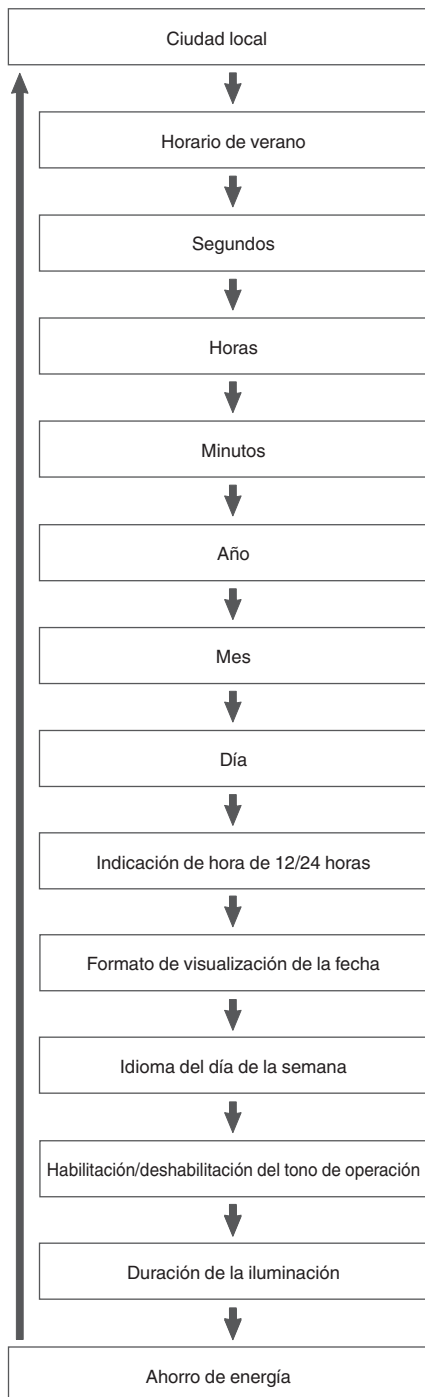 Ciudad local
Horario de verano
Segundos
Horas
Minutos
Año
Mes
Día
Indicación de hora de 12/24 horas
Formato de visualización de la fecha
Idioma del día de la semana
Habilitación/deshabilitación del tono de operación
Duración de la iluminación
Ahorro de energía